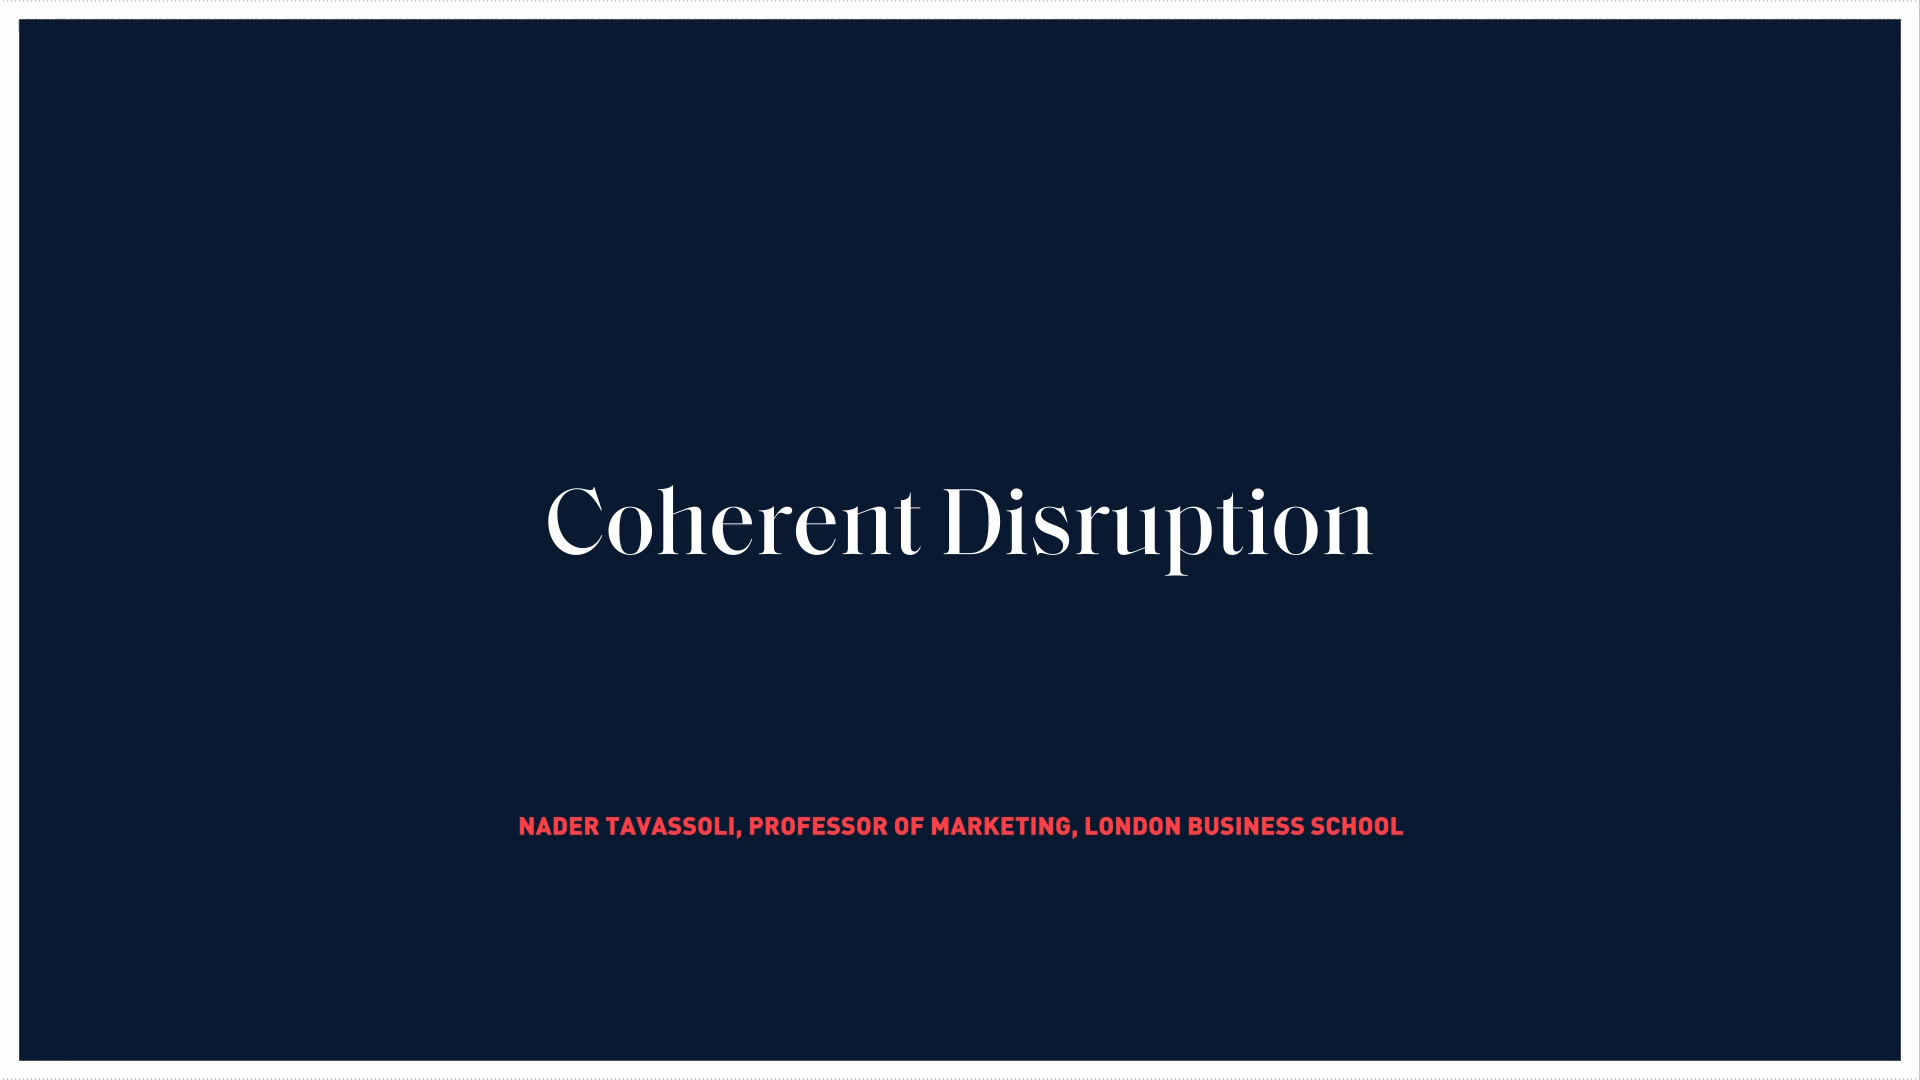 Coherent Disruption
NADER TAVASSOLI, PROFESSOR OF MARKETING, LONDON BUSINESS SCHOOL